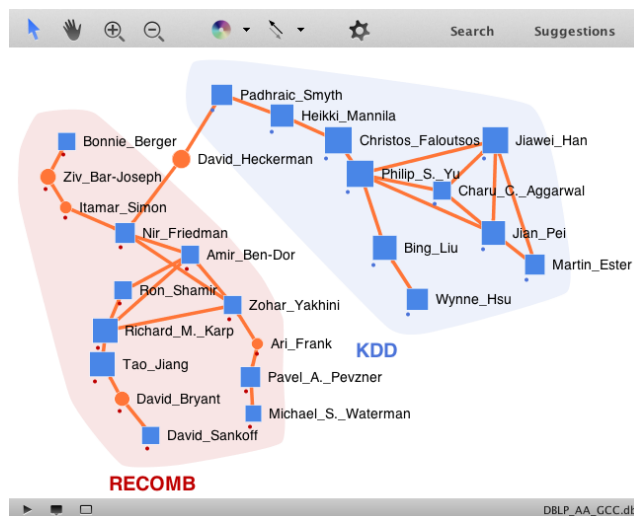 Search Suggestions
Padhraic_Smyth
Heikki_Mannila
Bonnie_Berger
Christos_Faloutsos
Jiawei_Han
David_Heckerman
Ziv_Bar-Joseph
Philip_S._Yu
Charu_C._Aggarwal
Itamar_Simon
Nir_Friedman
Jian_Pei
Amir_Ben-Dor
Bing_Liu
Martin_Ester
Ron_Shamir
Zohar_Yakhini
Wynne_Hsu
Richard_M._Karp
Ari_Frank
KDD
Tao_Jiang
Pavel_A._Pevzner
David_Bryant
Michael_S._Waterman
David_Sankoff
RECOMB
DBLP_AA_GCC.db